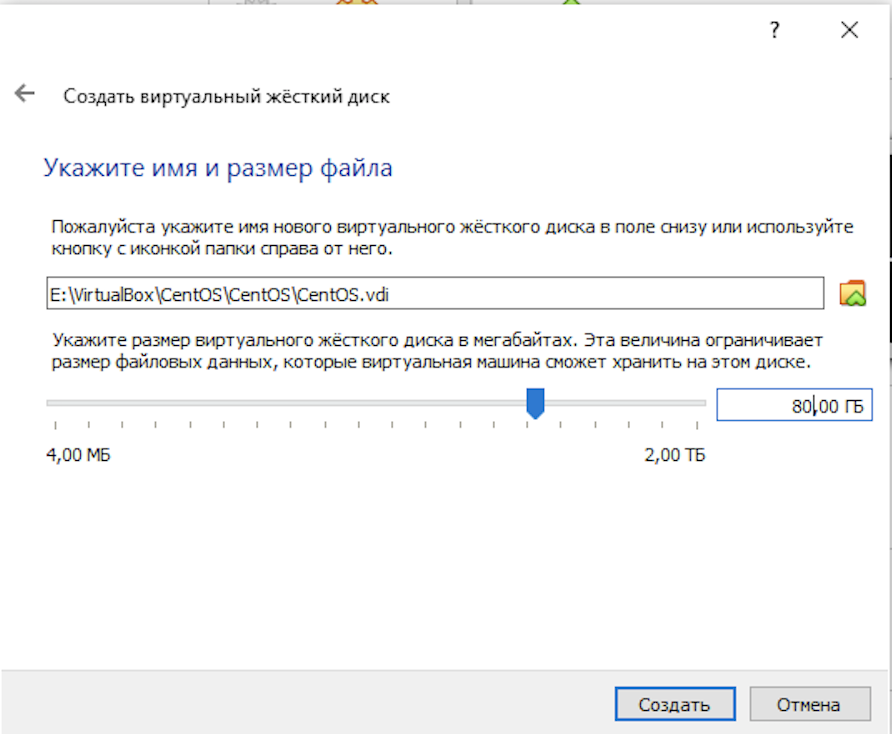 ?
Создать виртуальный жёсткий диск
Укажите имя и размер файла
Пожалуйста укажите имя нового виртуального жёсткого диска в поле снизу или используйте
кнопку с иконкой папки справа от него.
E:\VirtualBox\CentOS\CentOS\CentOS.vdi
Укажите размер виртуального жёсткого диска в мегабайтах. Эта величина ограничивает
размер файловых данных, которые виртуальная машина сможет хранить на этом диске.
80,00 ГБ
4,00 МБ 2,00 ТБ
Создать Отмена